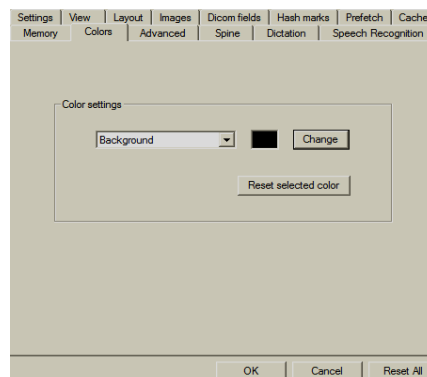 Settings View Layout Images Dicom fields Hash marks Prefetch Cache
Memory Colors Advanced Spine Dictation Speech Recognition
Color settings
Background Change
Reset selected color
OK Cancel Reset All